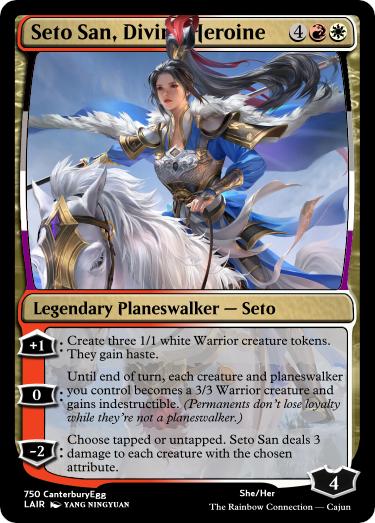 Seto San, Divine Heroine 4
Legendary Planeswalker — Seto
+1: Create three 1/1 white Warrior creature tokens.
They gain haste.
Until end of turn, each creature and planeswalker
0: you control becomes a 3/3 Warrior creature and
gains indestructible. (Permanents don't lose loyalty
while they're not a planeswalker.)
Choose tapped or untapped. Seto San deals 3
-2: damage to each creature with the chosen
attribute.
4
750 CanterburyEgg She/Her
LAIR YANG NINGYUAN The Rainbow Connection — Cajun